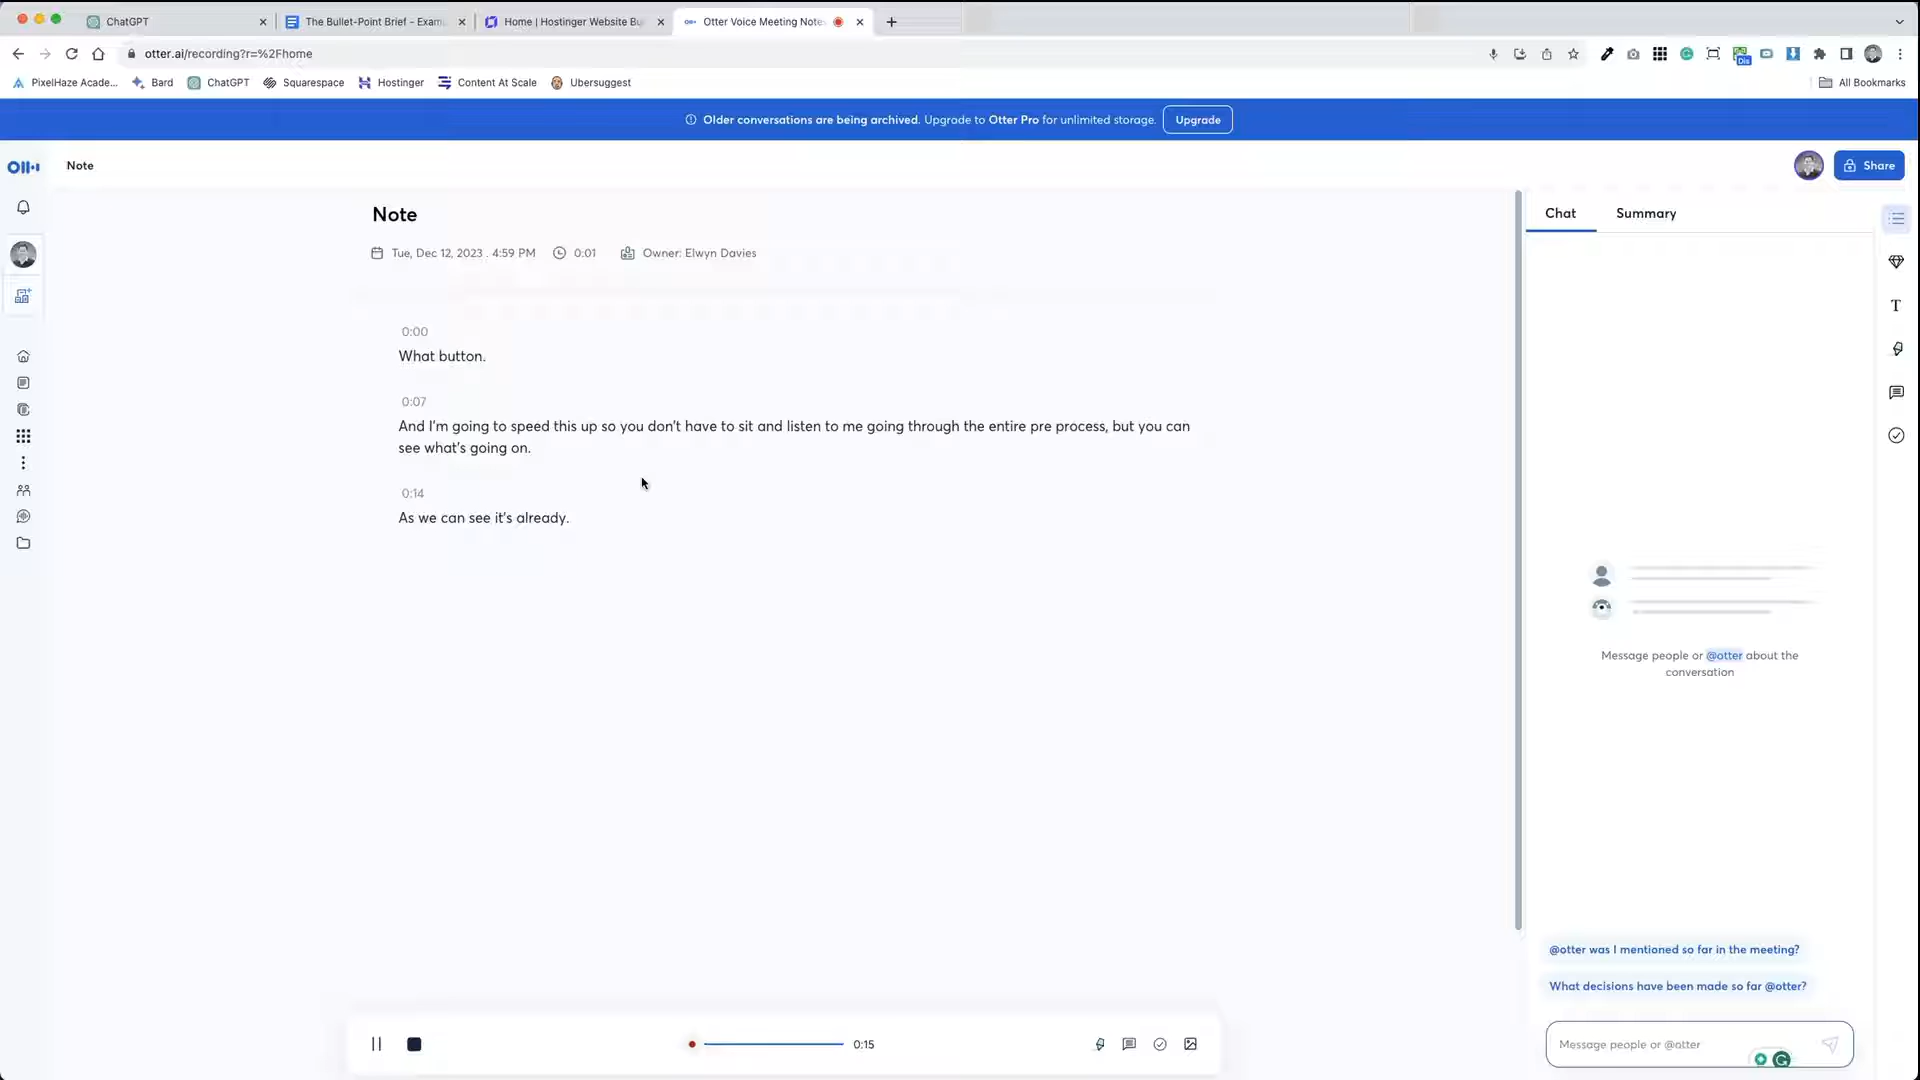 ChatGPT
The Bullet-Point Brief - Exam
Home | Hostinger Website Bu
Otter Voice Meeting Notes
otter.ai/recording?r=%2Fhome
Dis
PixelHaze Acade...
Bard
ChatGPT
Squarespace
Hostinger
Content At Scale
Ubersuggest
All Bookmarks
Older conversations are being archived. Upgrade to Otter Pro for unlimited storage.
Upgrade
Note
Share
Note
Tue, Dec 12, 2023 . 4:59 PM
0:01
Owner: Elwyn Davies
Chat
Summary
T
0:00
What button.
0:07
And I'm going to speed this up so you don't have to sit and listen to me going through the entire pre process, but you can
see what's going on.
0:14
As we can see it's already.
Message people or @otter about the
conversation
@otter was I mentioned so far in the meeting?
What decisions have been made so far @otter?
0:15
Message people or @otter